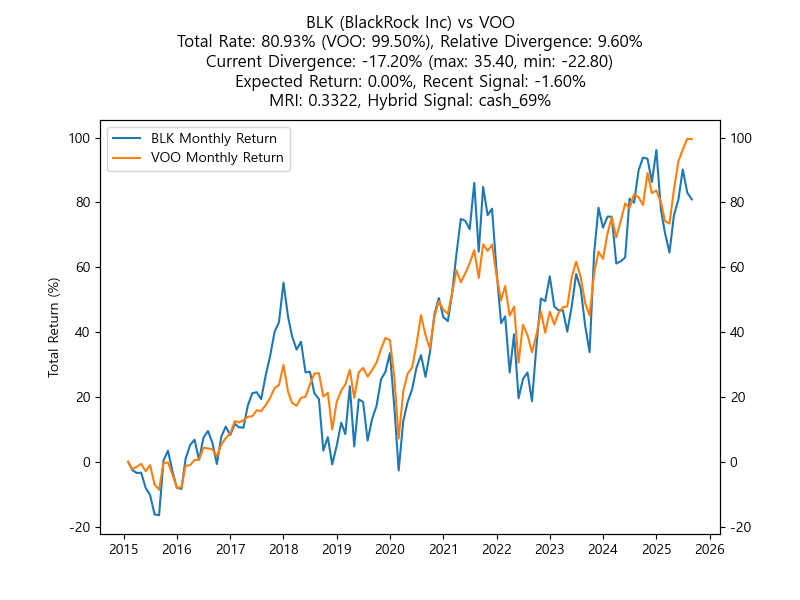 BLK (BlackRock Inc) vs VOO
Total Rate: 80.93% (VOO: 99.50%), Relative Divergence: 9.60%
Current Divergence: -17.20% (max: 35.40, min: -22.80)
Expected Return: 0.00%, Recent Signal: -1.60%
MRI: 0.3322, Hybrid Signal: cash_69%
BLK Monthly Return
VOO Monthly Return
Total Return (%)
100
80
60
40
20
0
-20
100
80
60
40
20
0
-20
2015 2016 2017 2018 2019 2020 2021 2022 2023 2024 2025 2026